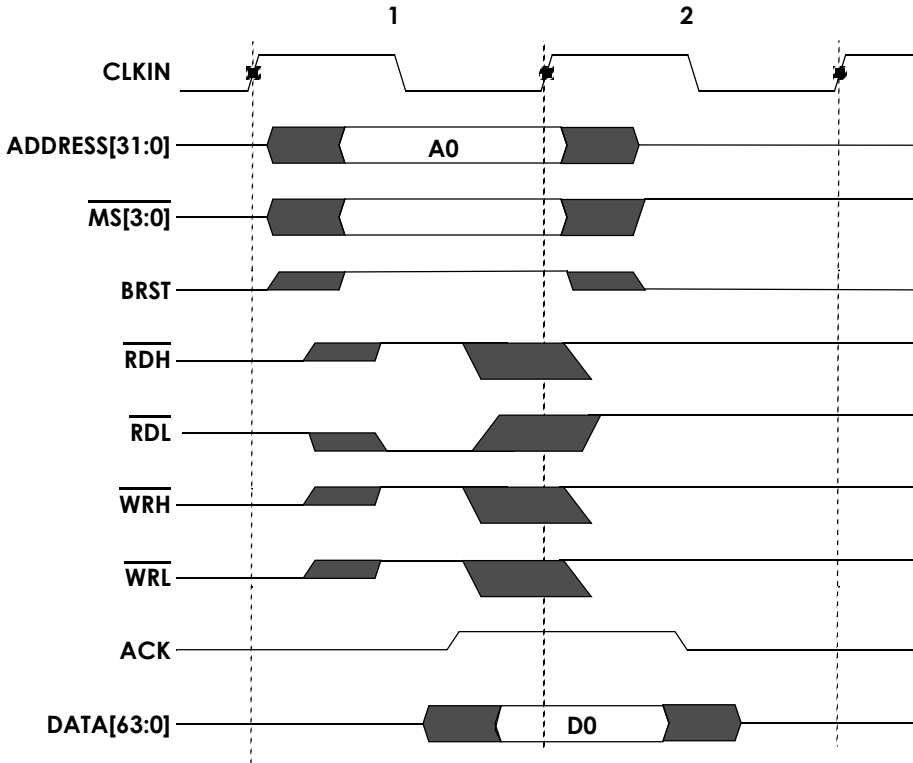 1 2
CLKIN
ADDRESS[31:0] A0
MS[3:0]
BRST
RDH
RDL
WRH
WRL
ACK
DATA[63:0] D0